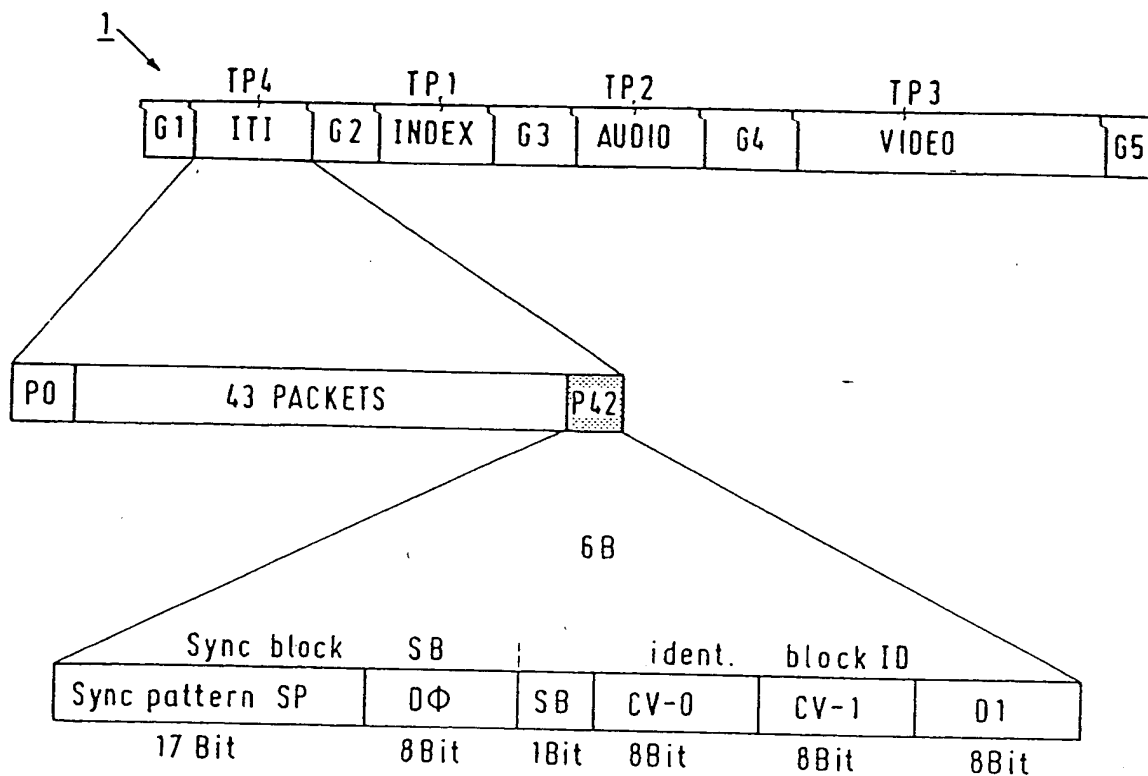 1
TP4 TP1 TP2 TP3
G1 ITI G2 INDEX G3 AUDIO G4 VIDEO G5
P0 43 PACKETS P42
6B
Sync block SB ident. block ID
Sync pattern SP DΦ SB CV-0 CV-1 D1
17 Bit 8Bit 1Bit 8Bit 8Bit 8Bit